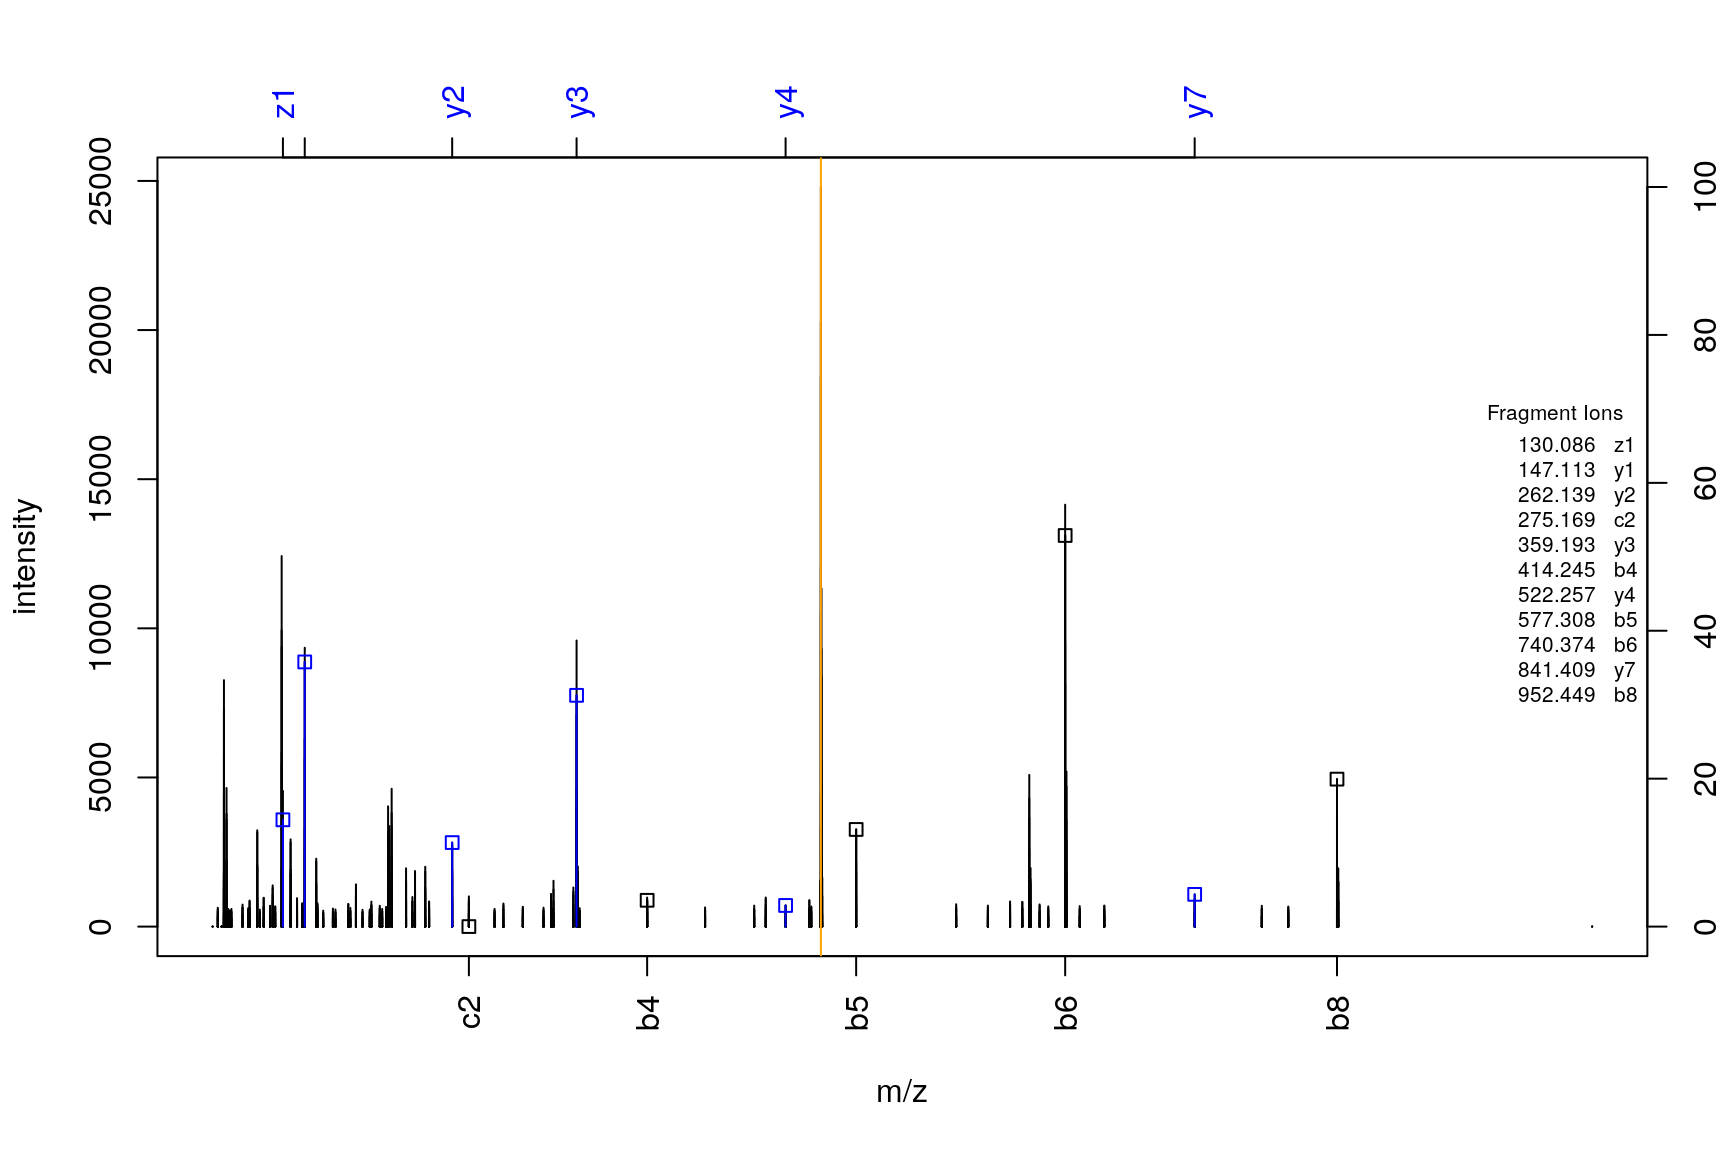 z1 y2 y3 y4 y7
25000
20000
15000
10000
5000
0
intensity
100
80
60
40
20
0
Fragment Ions
130.086 z1
147.113 y1
262.139 y2
275.169 c2
359.193 y3
414.245 b4
522.257 y4
577.308 b5
740.374 b6
841.409 y7
952.449 b8
c2 b4 b5 b6 b8
m/z